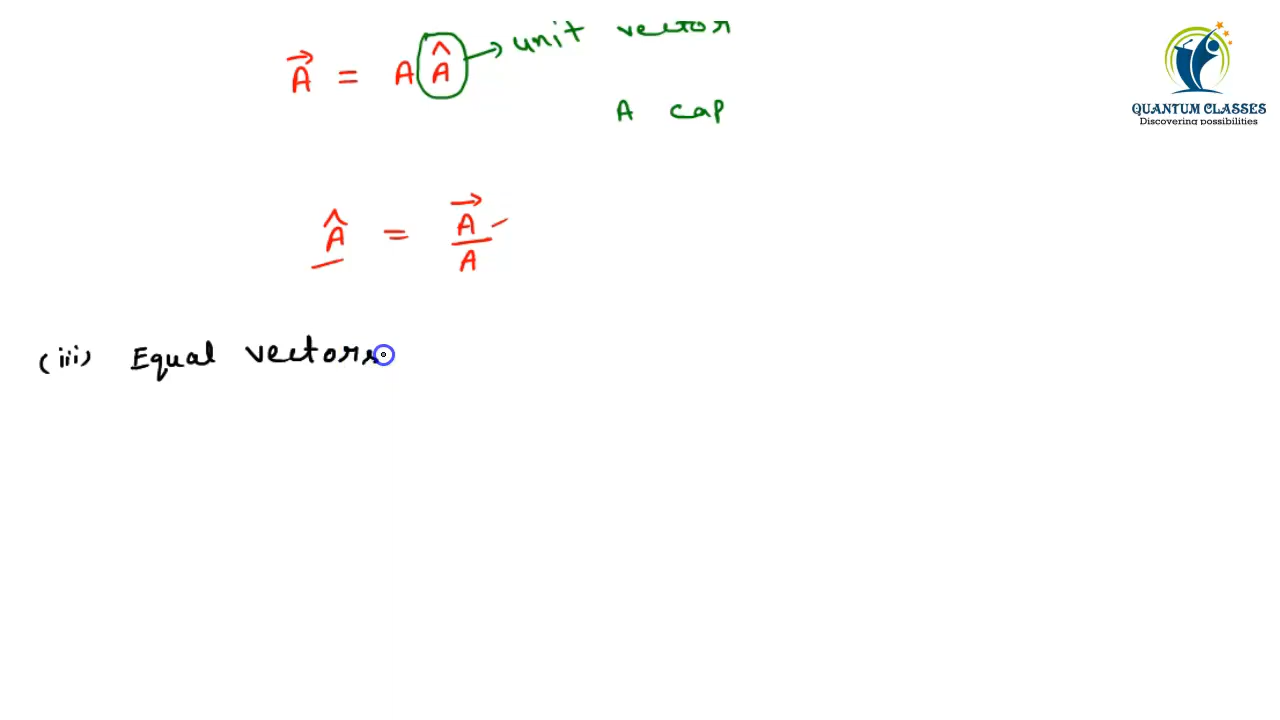 A⃗ = A Â → unit vector
A cap
QUANTUM CLASSES
Discovering possibilities
Â = A⃗ / A
(iii) Equal vectors